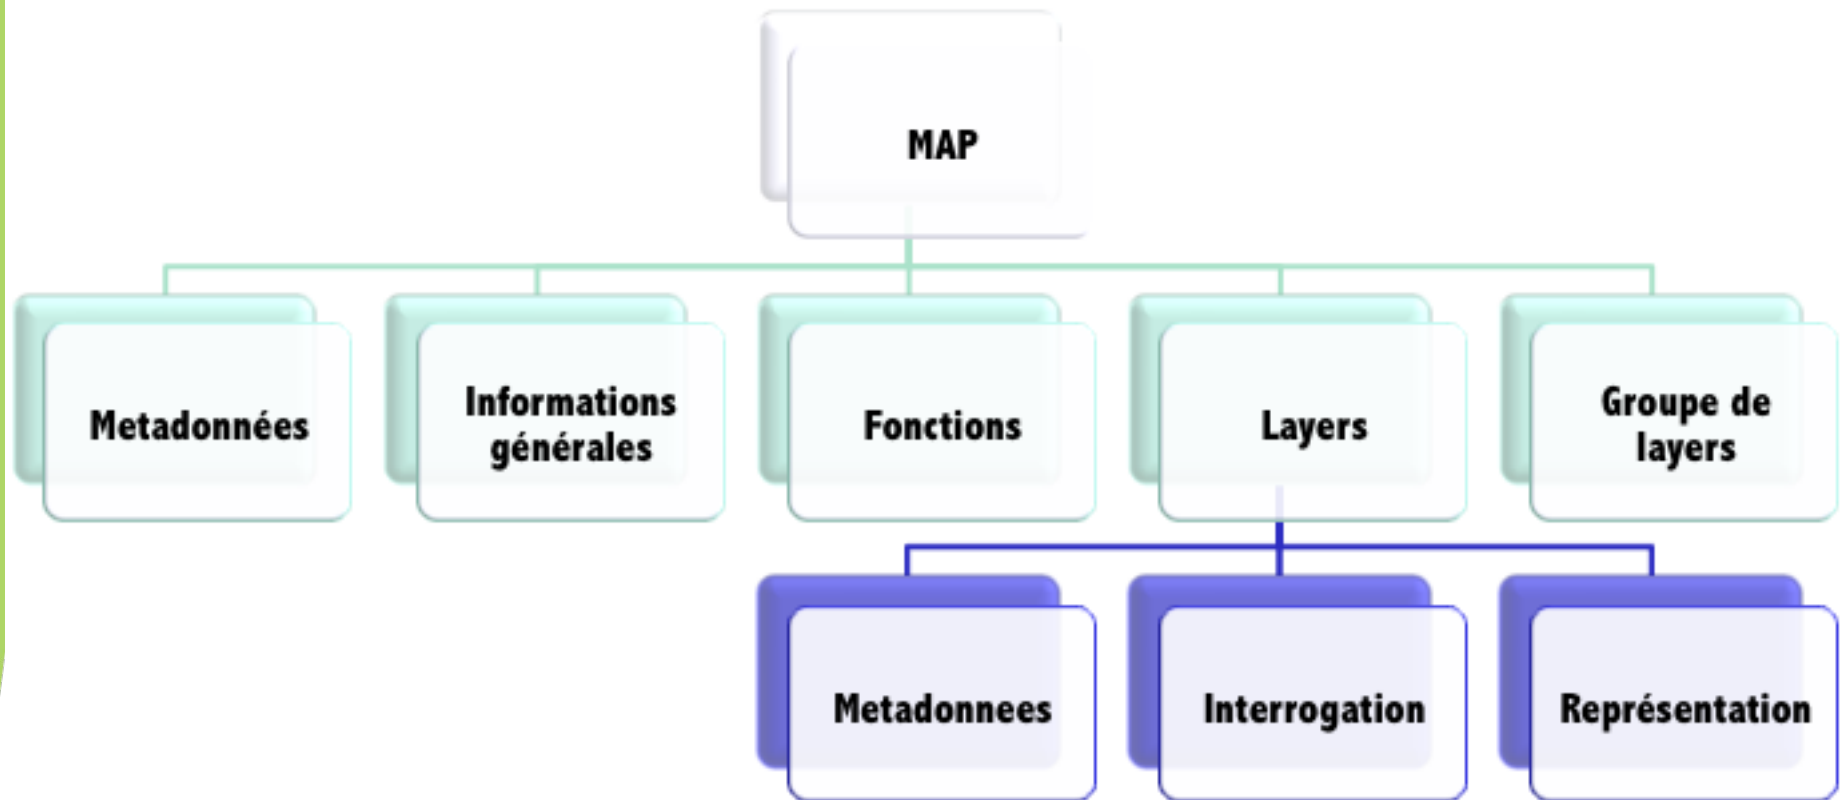 MAP
Metadonnées
Informations
générales
Fonctions
Layers
Groupe de
layers
Metadonnees
Interrogation
Représentation